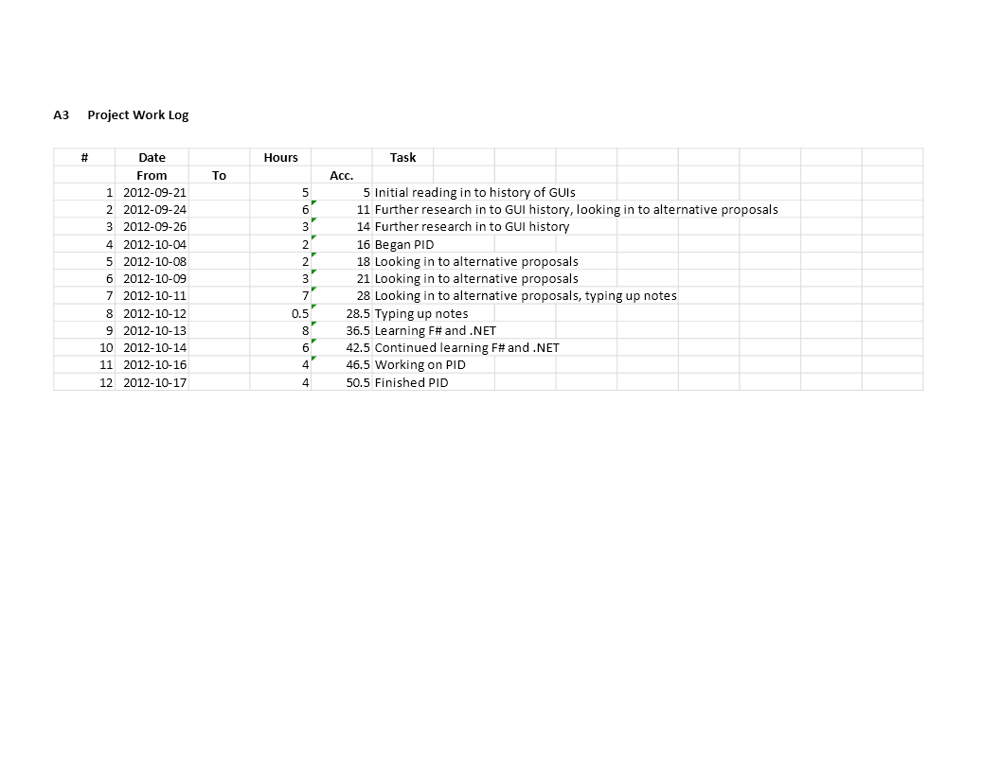 A3 Project Work Log
# Date Hours Task
From To Acc.
1 2012-09-21 5 5 Initial reading in to history of GUIs
2 2012-09-24 6 11 Further research in to GUI history, looking in to alternative proposals
3 2012-09-26 3 14 Further research in to GUI history
4 2012-10-04 2 16 Began PID
5 2012-10-08 2 18 Looking in to alternative proposals
6 2012-10-09 3 21 Looking in to alternative proposals
7 2012-10-11 7 28 Looking in to alternative proposals, typing up notes
8 2012-10-12 0.5 28.5 Typing up notes
9 2012-10-13 8 36.5 Learning F# and .NET
10 2012-10-14 6 42.5 Continued learning F# and .NET
11 2012-10-16 4 46.5 Working on PID
12 2012-10-17 4 50.5 Finished PID